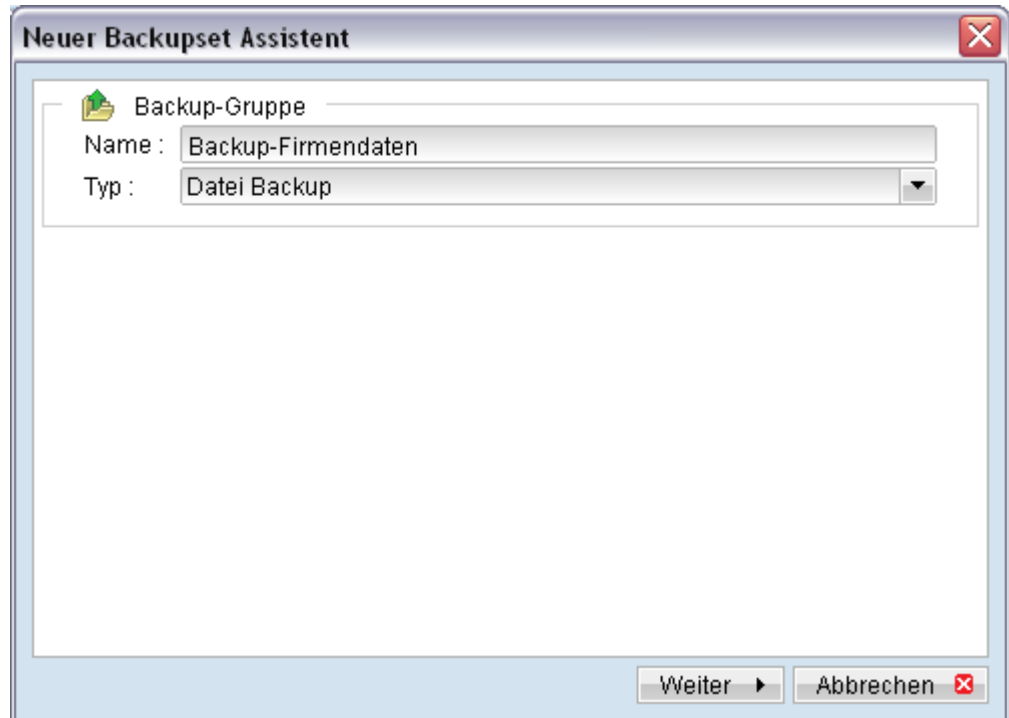 Neuer Backupset Assistent
Backup-Gruppe
Name : Backup-Firmendaten
Typ : Datei Backup
Weiter
Abbrechen